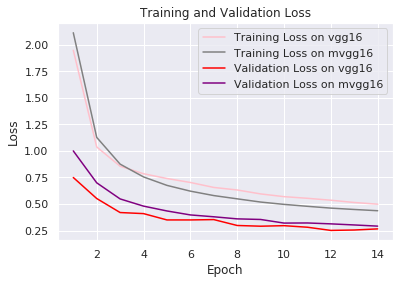 Training and Validation Loss
Training Loss on vgg16
Training Loss on mvgg16
Validation Loss on vgg16
Validation Loss on mvgg16
2.00
1.75
1.50
1.25
1.00
0.75
0.50
0.25
Loss
2 4 6 8 10 12 14
Epoch